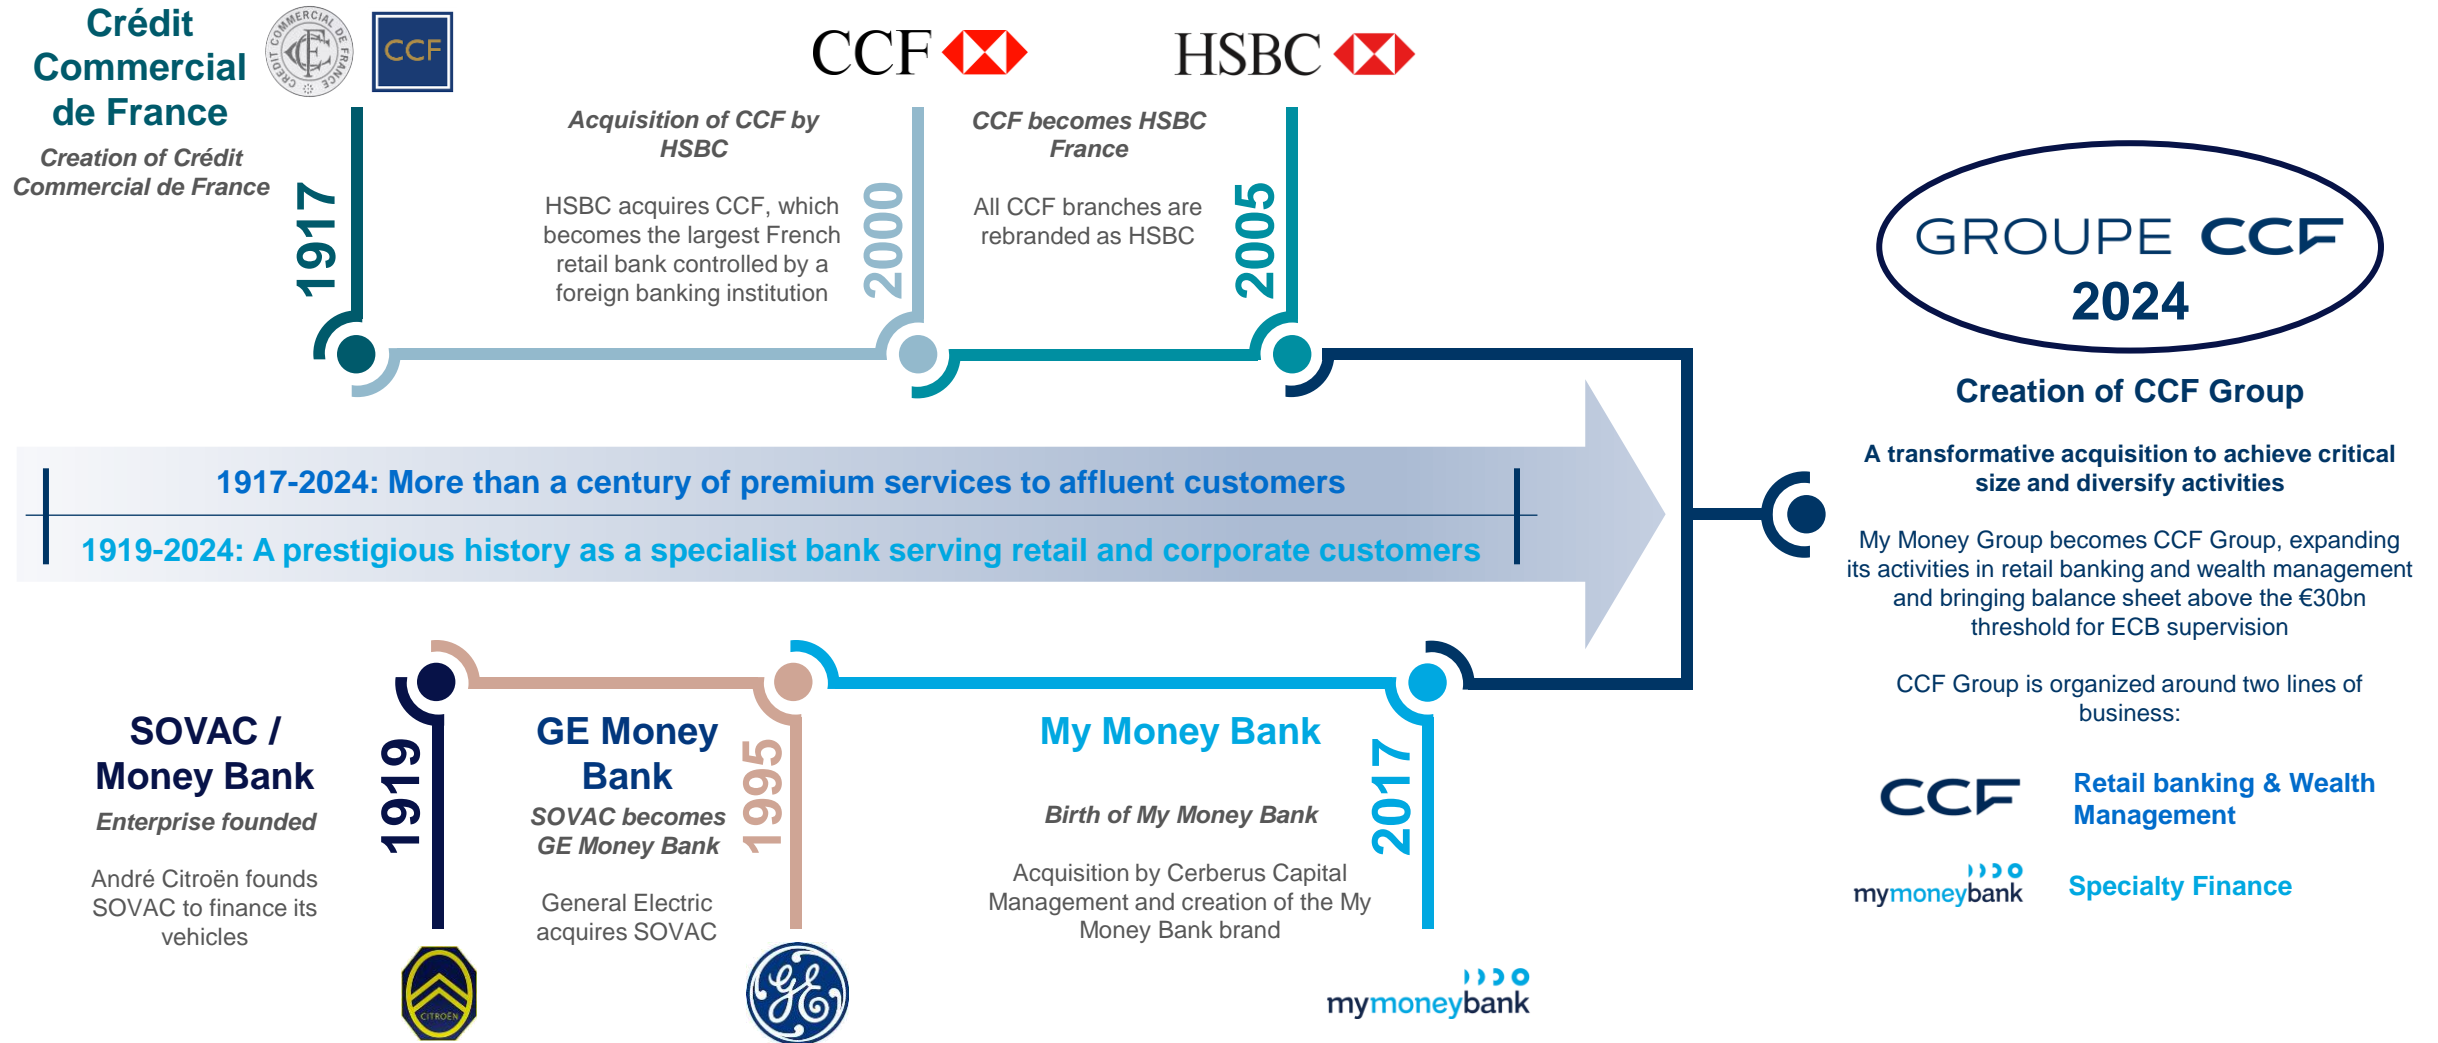 Crédit
Commercial
de France
Creation of Crédit
Commercial de France
CREDIT COMMERCIAL DE FRANCE
CCF
1917
CCF
Acquisition of CCF by
HSBC
HSBC acquires CCF, which
becomes the largest French
retail bank controlled by a
foreign banking institution
2000
HSBC
CCF becomes HSBC
France
All CCF branches are
rebranded as HSBC
2005
1917-2024: More than a century of premium services to affluent customers
1919-2024: A prestigious history as a specialist bank serving retail and corporate customers
SOVAC /
Money Bank
Enterprise founded
André Citroën founds
SOVAC to finance its
vehicles
1919
CITROËN
GE Money
Bank
SOVAC becomes
GE Money Bank
General Electric
acquires SOVAC
1995
GE
My Money Bank
Birth of My Money Bank
Acquisition by Cerberus Capital
Management and creation of the My
Money Bank brand
2017
mymoneybank
GROUPE CCF
2024
Creation of CCF Group
A transformative acquisition to achieve critical
size and diversify activities
My Money Group becomes CCF Group, expanding
its activities in retail banking and wealth management
and bringing balance sheet above the €30bn
threshold for ECB supervision
CCF Group is organized around two lines of
business:
CCF
Retail banking & Wealth
Management
mymoneybank
Specialty Finance